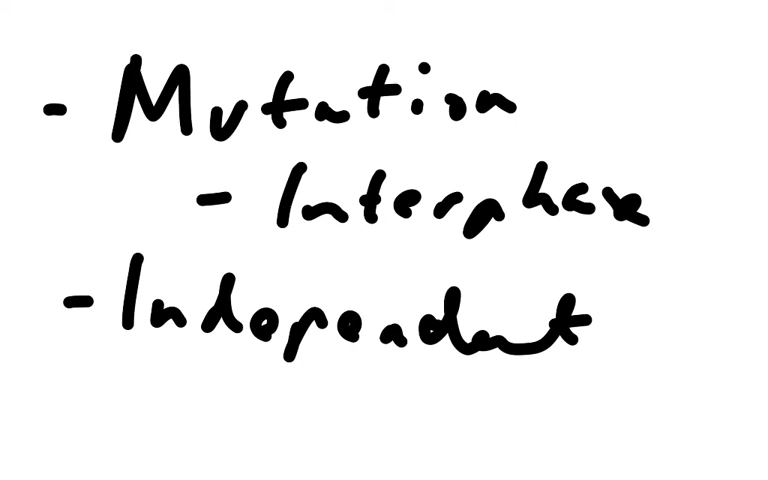 - Mutation
- Interphase
- Independent